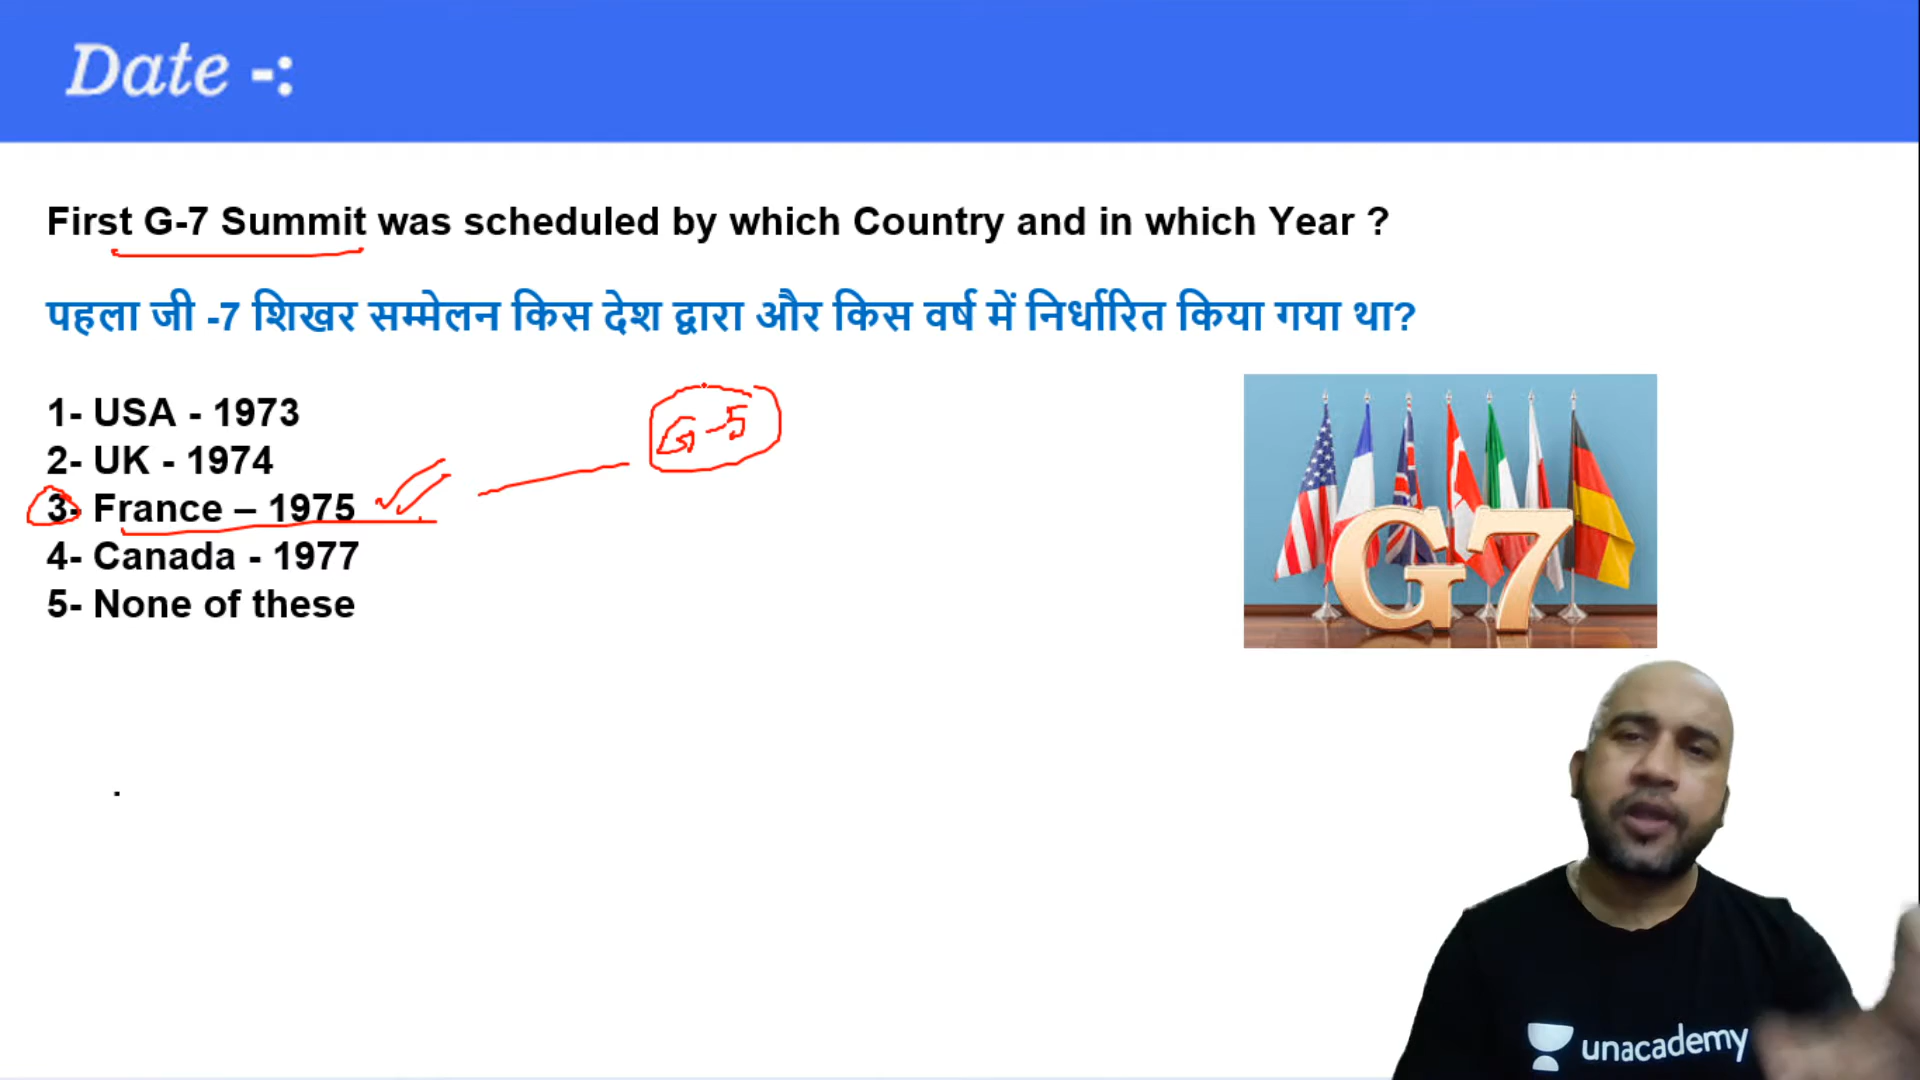 Date -:
First G-7 Summit was scheduled by which Country and in which Year ?
पहला जी -7 शिखर सम्मेलन किस देश द्वारा और किस वर्ष में निर्धारित किया गया था?
1- USA - 1973
2- UK - 1974
3- France – 1975
4- Canada - 1977
5- None of these
G-5
G7
unacademy